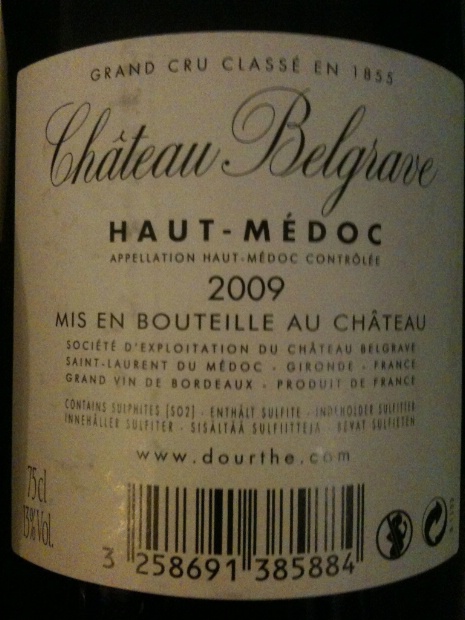 GRAND CRU CLASSÉ EN 1855
Château Belgrave
HAUT-MÉDOC
APPELLATION HAUT-MÉDOC CONTRÔLÉE
2009
MIS EN BOUTEILLE AU CHÂTEAU
SOCIÉTÉ D'EXPLOITATION DU CHÂTEAU BELGRAVE
SAINT-LAURENT DU MÉDOC - GIRONDE - FRANCE
GRAND VIN DE BORDEAUX - PRODUIT DE FRANCE
CONTAINS SULPHITES [SO2] - ENTHÄLT SULFITE - INDEHOLDER SULFITTER
INNEHÅLLER SULFITER - SISÄLTÄÄ SULFIITTEJA - BEVAT SULFIETEN
www.dourthe.com
75cl
13%Vol.
3 258691 385884